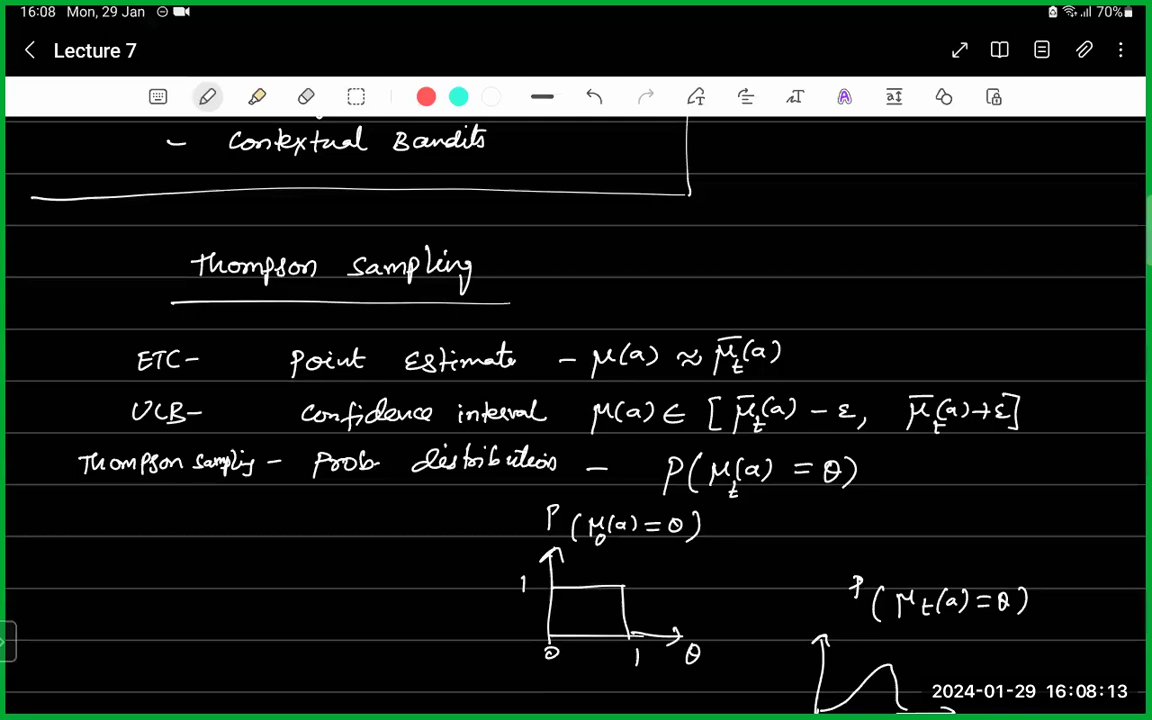 16:08 Mon, 29 Jan 70%
Lecture 7
- Contextual Bandits
Thompson Sampling
ETC- Point Estimate - μ(a) ≈ μ̄_t(a)
UCB- Confidence interval μ(a) ∈ [μ̄_t(a) - ε, μ̄_t(a)+ε]
Thompson Sampling - Prob distribution - P(μ_t(a) = θ)
P(μ_0(a) = θ)
1
P(μ_t(a) = θ)
0 1 θ
2024-01-29 16:08:13